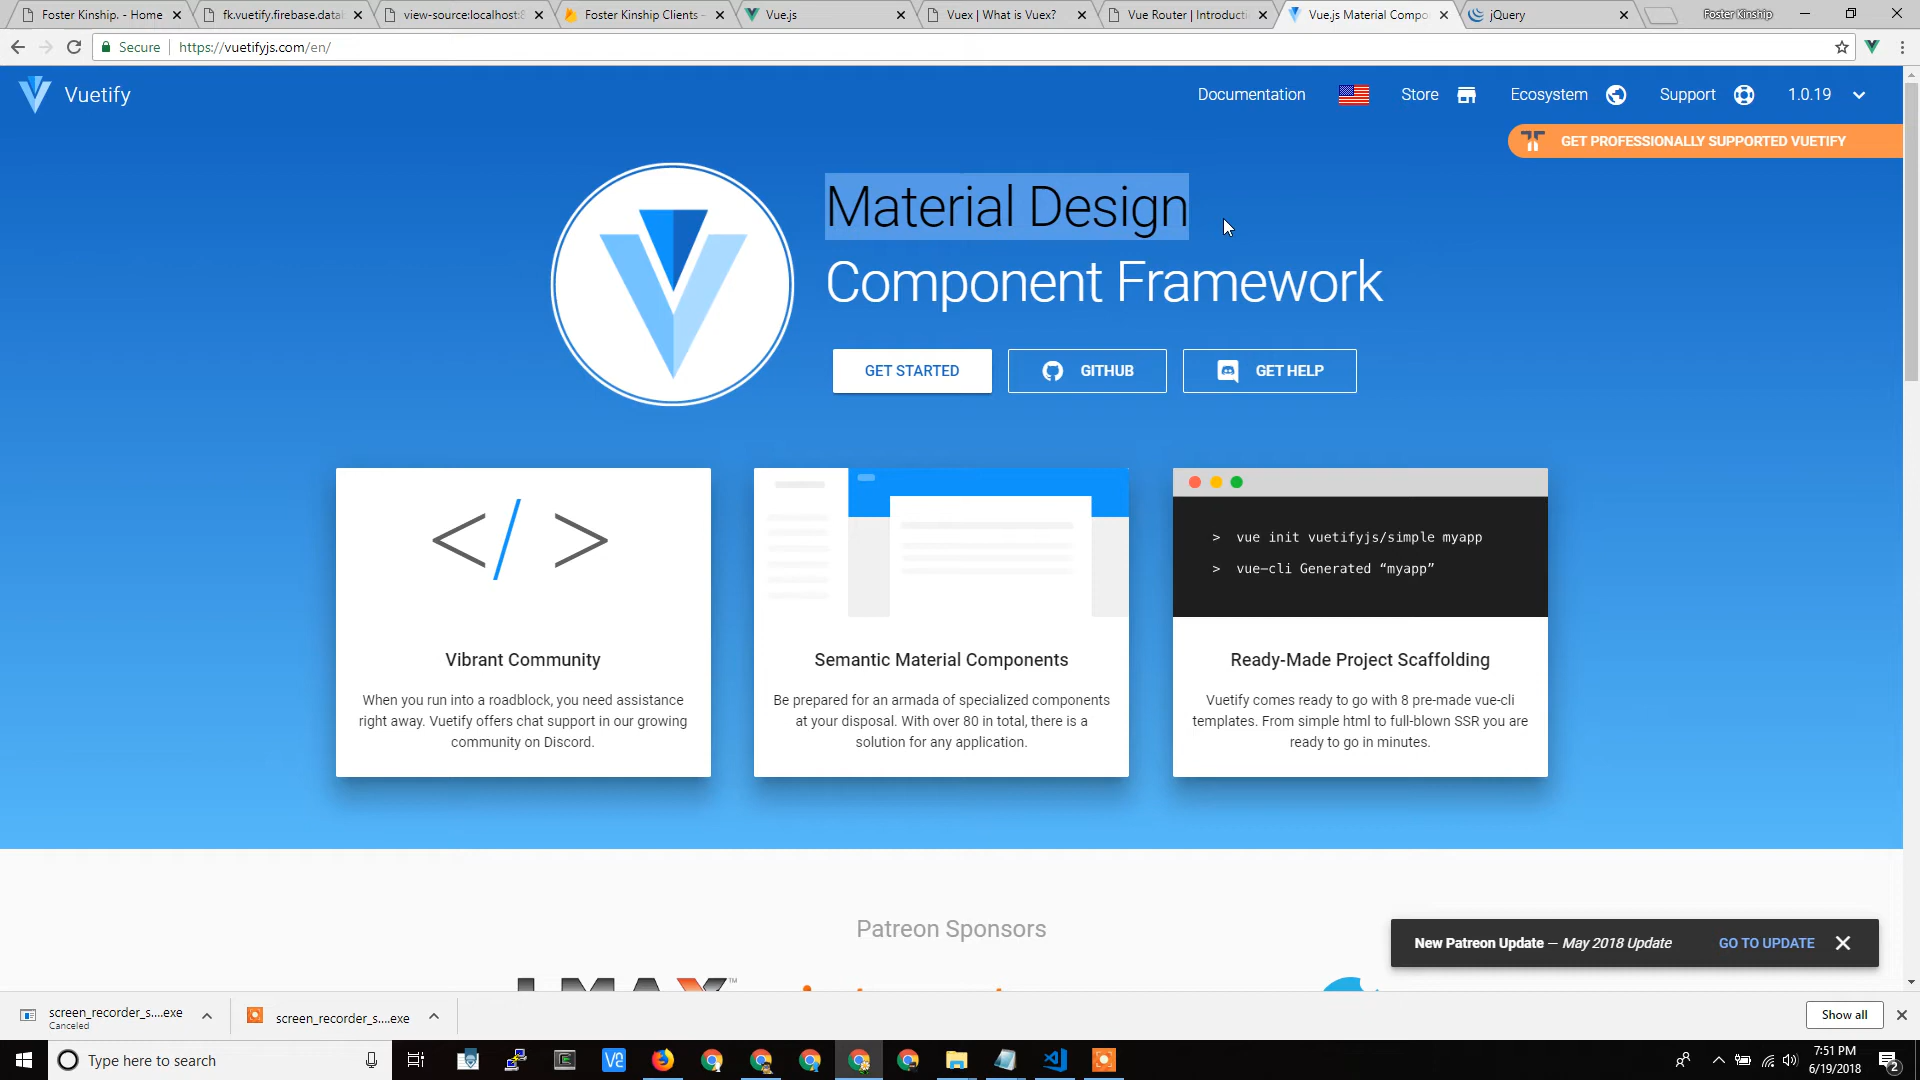 Foster Kinship. - Home
fk.vuetify.firebase.datab
view-source:localhost:8
Foster Kinship Clients –
Vue.js
Vuex | What is Vuex?
Vue Router | Introducti
Vue.js Material Compo
jQuery
Foster Kinship
Secure
https://vuetifyjs.com/en/
Vuetify
Documentation
Store
Ecosystem
Support
1.0.19
GET PROFESSIONALLY SUPPORTED VUETIFY
Material Design
Component Framework
GET STARTED
GITHUB
GET HELP
> vue init vuetifyjs/simple myapp
> vue-cli Generated “myapp”
Vibrant Community
When you run into a roadblock, you need assistance
right away. Vuetify offers chat support in our growing
community on Discord.
Semantic Material Components
Be prepared for an armada of specialized components
at your disposal. With over 80 in total, there is a
solution for any application.
Ready-Made Project Scaffolding
Vuetify comes ready to go with 8 pre-made vue-cli
templates. From simple html to full-blown SSR you are
ready to go in minutes.
Patreon Sponsors
New Patreon Update — May 2018 Update
GO TO UPDATE
LMAX™
screen_recorder_s....exe
Canceled
screen_recorder_s....exe
Show all
Type here to search
7:51 PM
6/19/2018
2